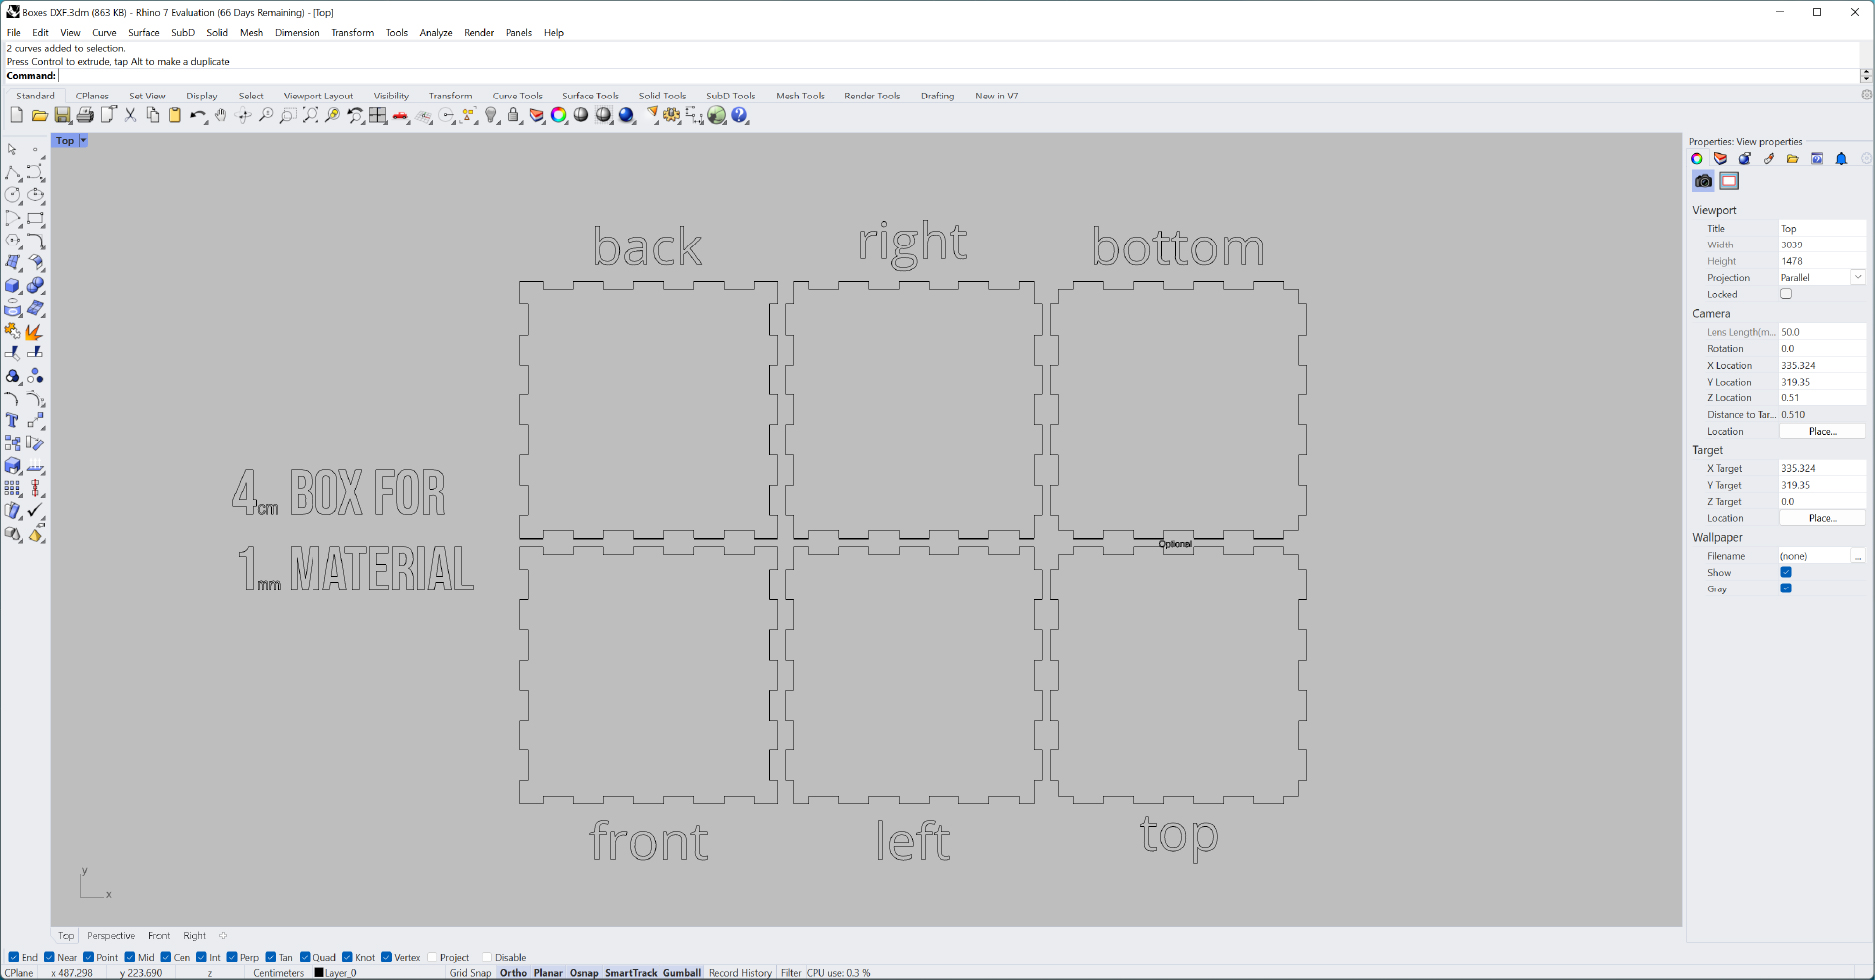 Boxes DXF.3dm (863 KB) - Rhino 7 Evaluation (66 Days Remaining) - [Top]
File Edit View Curve Surface SubD Solid Mesh Dimension Transform Tools Analyze Render Panels Help
2 curves added to selection.
Press Control to extrude, tap Alt to make a duplicate
Command:
Standard CPlanes Set View Display Select Viewport Layout Visibility Transform Curve Tools Surface Tools Solid Tools SubD Tools Mesh Tools Render Tools Drafting New in V7
Top
back right bottom
4cm BOX FOR
1mm MATERIAL
Optional
front left top
y
x
Properties: View properties
Viewport
Title Top
Width 3039
Height 1478
Projection Parallel
Locked
Camera
Lens Length(m... 50.0
Rotation 0.0
X Location 335.324
Y Location 319.35
Z Location 0.51
Distance to Tar... 0.510
Location Place...
Target
X Target 335.324
Y Target 319.35
Z Target 0.0
Location Place...
Wallpaper
Filename (none) ...
Show
Gray
Top Perspective Front Right
End Near Point Mid Cen Int Perp Tan Quad Knot Vertex Project Disable
CPlane x 487.298 y 223.690 z Centimeters Layer_0 Grid Snap Ortho Planar Osnap SmartTrack Gumball Record History Filter CPU use: 0.3 %